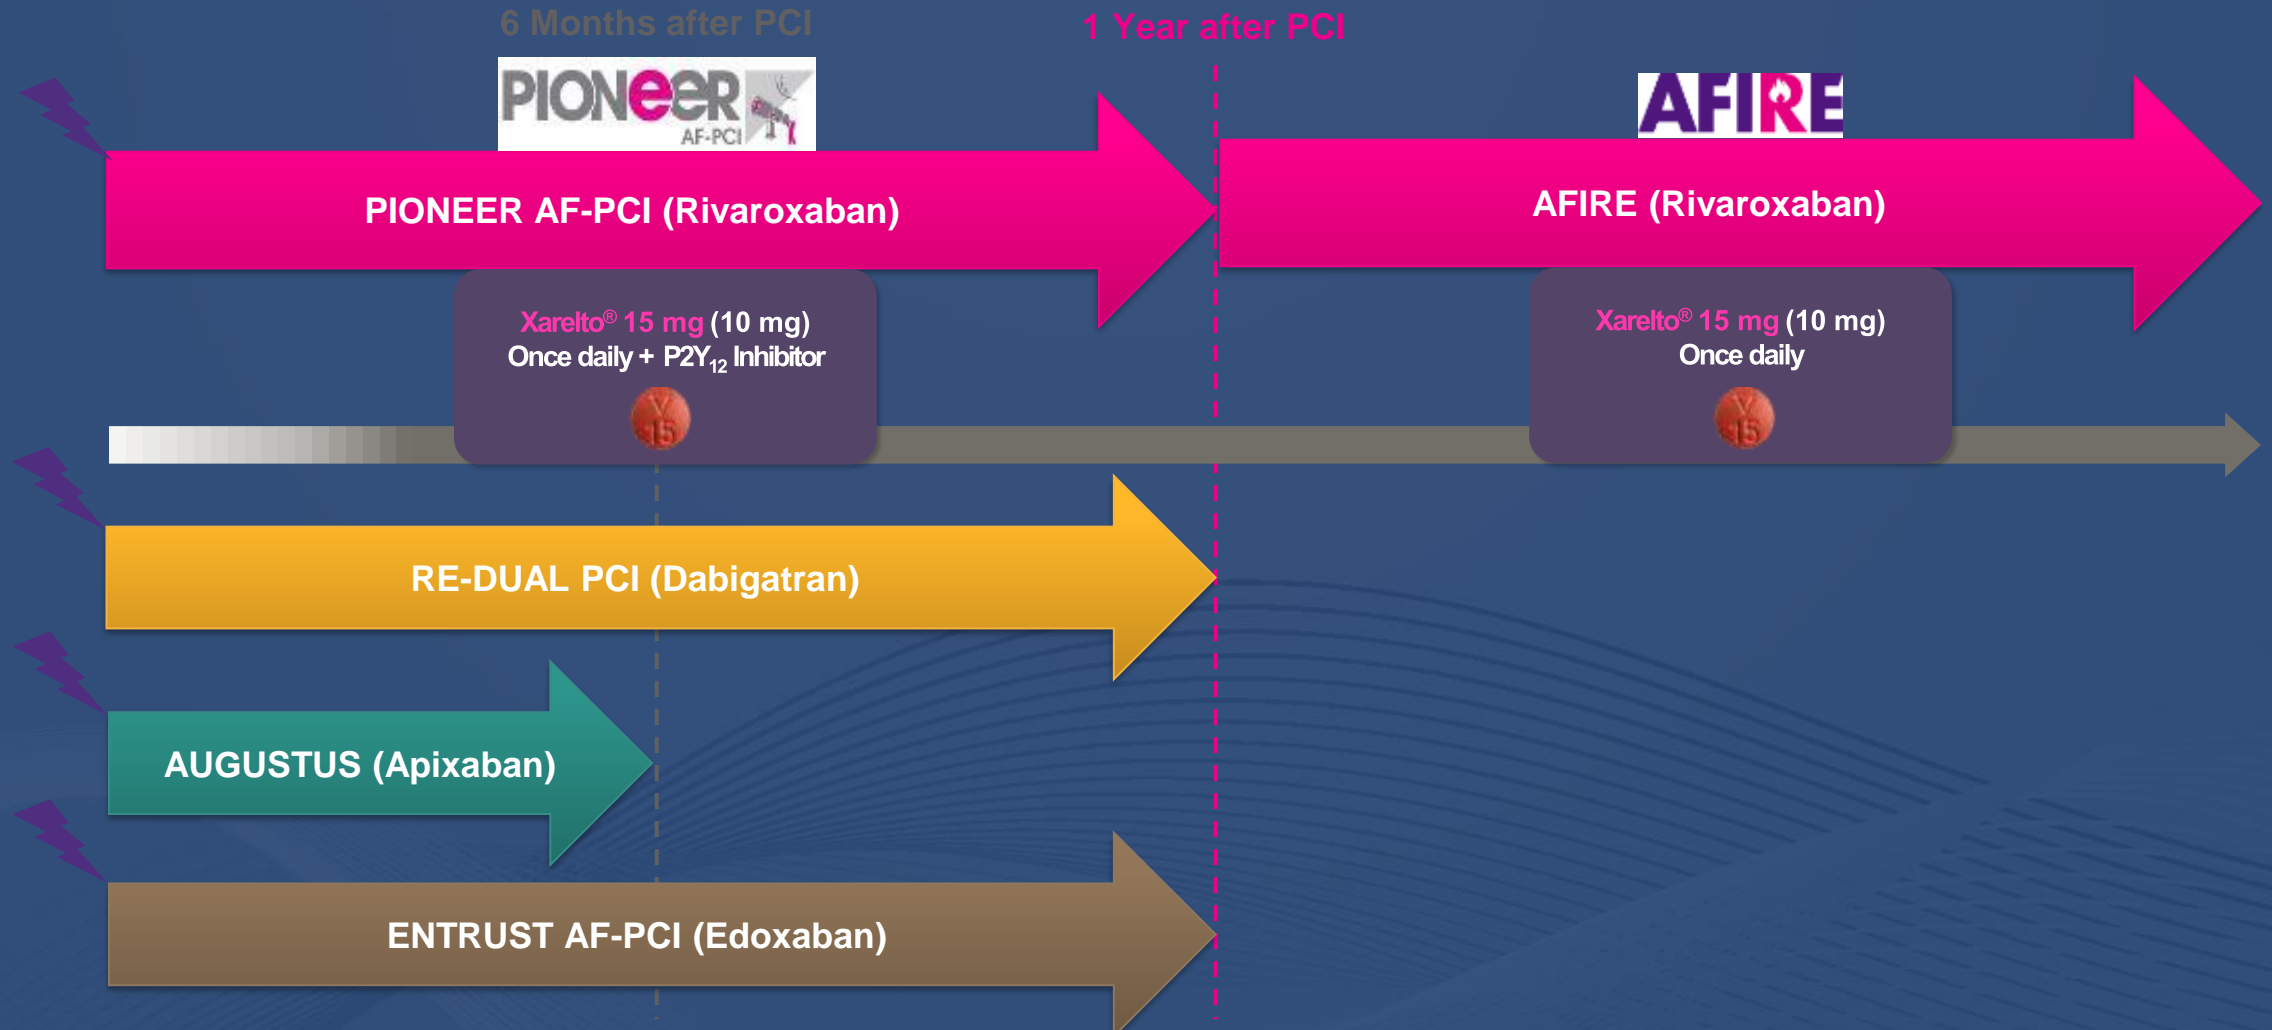 6 Months after PCI
1 Year after PCI
PIONEER
AF-PCI
AFIRE
PIONEER AF-PCI (Rivaroxaban)
AFIRE (Rivaroxaban)
Xarelto® 15 mg (10 mg)
Once daily + P2Y₁₂ Inhibitor
V
15
Xarelto® 15 mg (10 mg)
Once daily
V
15
RE-DUAL PCI (Dabigatran)
AUGUSTUS (Apixaban)
ENTRUST AF-PCI (Edoxaban)